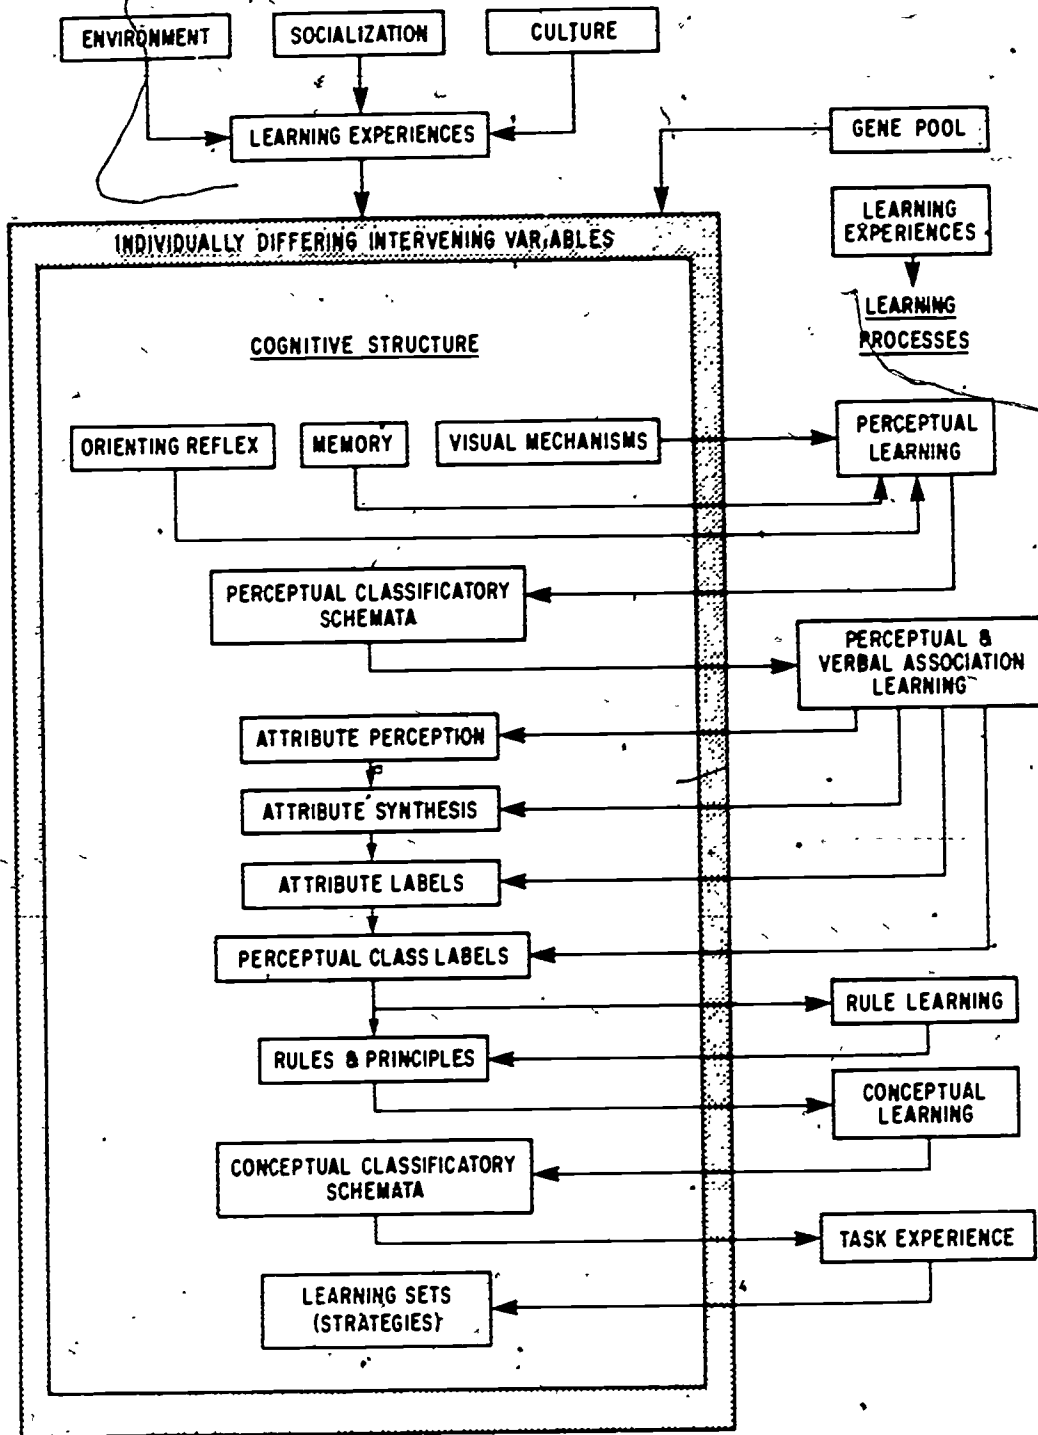 ENVIRONMENT
SOCIALIZATION
CULTURE
LEARNING EXPERIENCES
GENE POOL
LEARNING
EXPERIENCES
INDIVIDUALLY DIFFERING INTERVENING VARIABLES
LEARNING
PROCESSES
COGNITIVE STRUCTURE
ORIENTING REFLEX
MEMORY
VISUAL MECHANISMS
PERCEPTUAL
LEARNING
PERCEPTUAL CLASSIFICATORY
SCHEMATA
PERCEPTUAL &
VERBAL ASSOCIATION
LEARNING
ATTRIBUTE PERCEPTION
ATTRIBUTE SYNTHESIS
ATTRIBUTE LABELS
PERCEPTUAL CLASS LABELS
RULE LEARNING
RULES & PRINCIPLES
CONCEPTUAL
LEARNING
CONCEPTUAL CLASSIFICATORY
SCHEMATA
TASK EXPERIENCE
LEARNING SETS
(STRATEGIES)